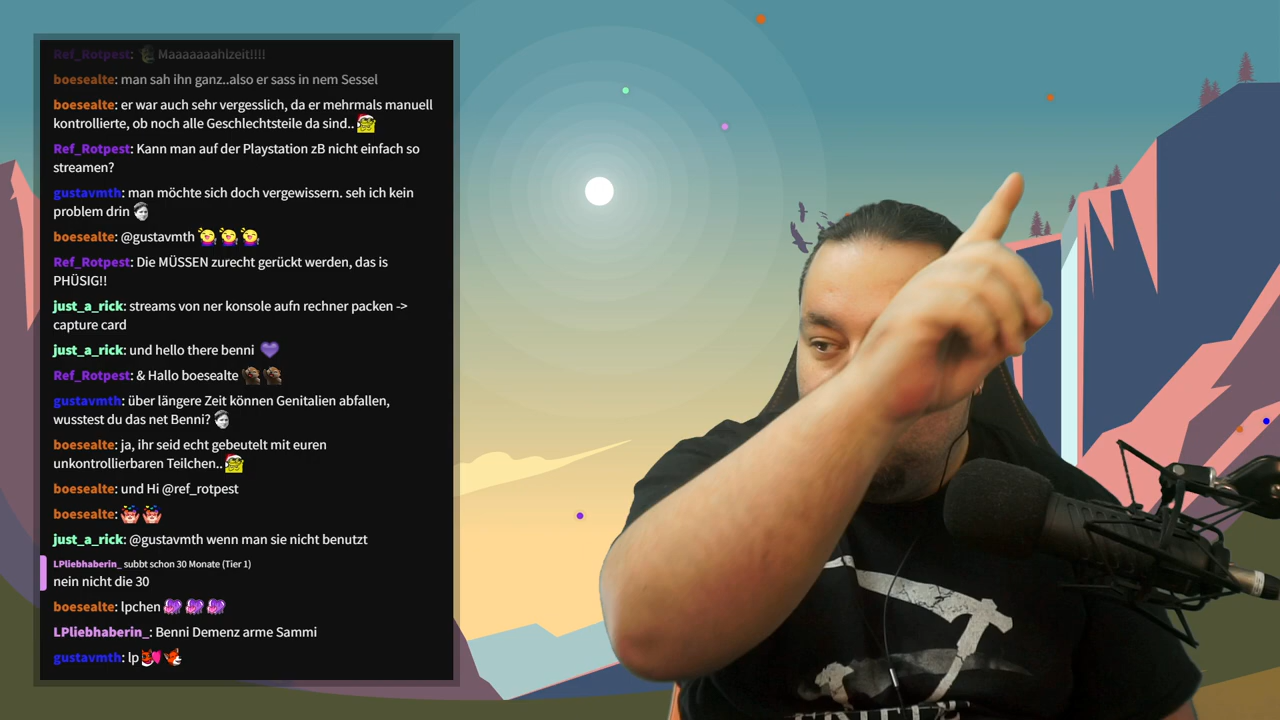 Ref_Rotpest: Maaaaaaahlzeit!!!!
boesealte: man sah ihn ganz..also er sass in nem Sessel
boesealte: er war auch sehr vergesslich, da er mehrmals manuell
kontrollierte, ob noch alle Geschlechtsteile da sind..
Ref_Rotpest: Kann man auf der Playstation zB nicht einfach so
streamen?
gustavmth: man möchte sich doch vergewissern. seh ich kein
problem drin
boesealte: @gustavmth
Ref_Rotpest: Die MÜSSEN zurecht gerückt werden, das is
PHÜSIG!!
just_a_rick: streams von ner konsole aufn rechner packen ->
capture card
just_a_rick: und hello there benni
Ref_Rotpest: & Hallo boesealte
gustavmth: über längere Zeit können Genitalien abfallen,
wusstest du das net Benni?
boesealte: ja, ihr seid echt gebeutelt mit euren
unkontrollierbaren Teilchen..
boesealte: und Hi @ref_rotpest
boesealte:
just_a_rick: @gustavmth wenn man sie nicht benutzt
LPliebhaberin_ subbt schon 30 Monate (Tier 1)
nein nicht die 30
boesealte: lpchen
LPliebhaberin_: Benni Demenz arme Sammi
gustavmth: lp